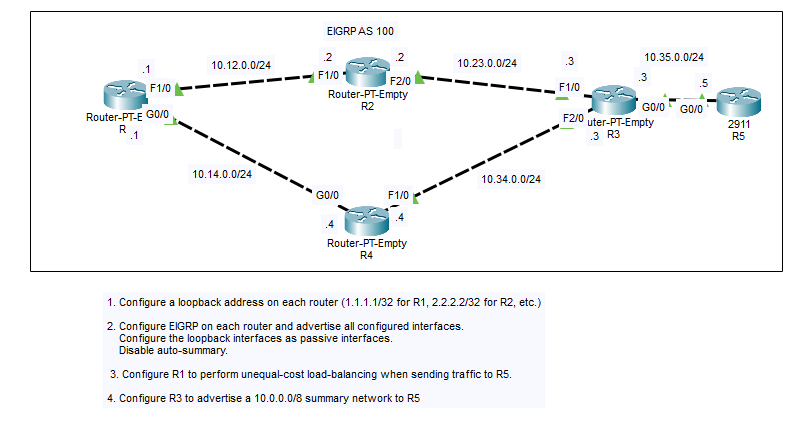 EIGRP AS 100
.1
10.12.0.0/24
.2
.2
10.23.0.0/24
.3
10.35.0.0/24
F1/0
F1/0
F2/0
F1/0
.3
.5
Router-PT-Empty
R2
Router-PT-E
G0/0
R
.1
F2/0
uter-PT-Empty
R3
.3
G0/0
G0/0
2911
R5
10.14.0.0/24
10.34.0.0/24
G0/0
F1/0
.4
.4
Router-PT-Empty
R4
1. Configure a loopback address on each router (1.1.1.1/32 for R1, 2.2.2.2/32 for R2, etc.)
2. Configure EIGRP on each router and advertise all configured interfaces.
Configure the loopback interfaces as passive interfaces.
Disable auto-summary.
3. Configure R1 to perform unequal-cost load-balancing when sending traffic to R5.
4. Configure R3 to advertise a 10.0.0.0/8 summary network to R5